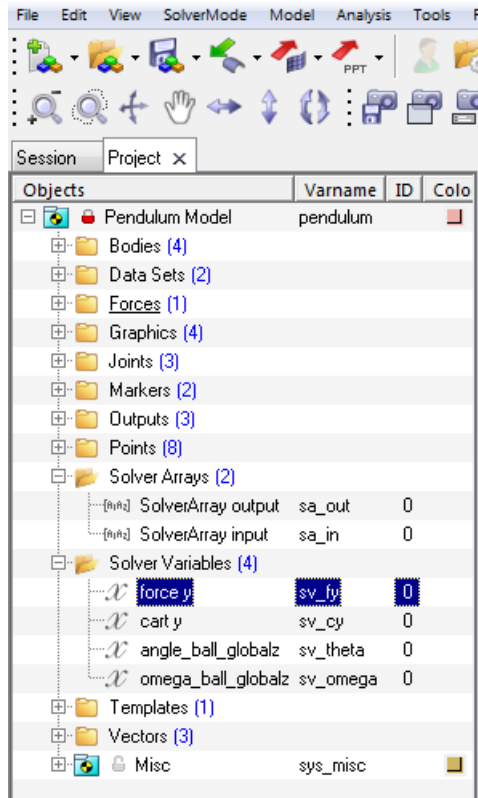 File Edit View SolverMode Model Analysis Tools
PPT
Session Project ×
Objects Varname ID Colo
Pendulum Model pendulum
Bodies (4)
Data Sets (2)
Forces (1)
Graphics (4)
Joints (3)
Markers (2)
Outputs (3)
Points (8)
Solver Arrays (2)
SolverArray output sa_out 0
SolverArray input sa_in 0
Solver Variables (4)
x force y sv_fy 0
x cart y sv_cy 0
x angle_ball_globalz sv_theta 0
x omega_ball_globalz sv_omega 0
Templates (1)
Vectors (3)
Misc sys_misc